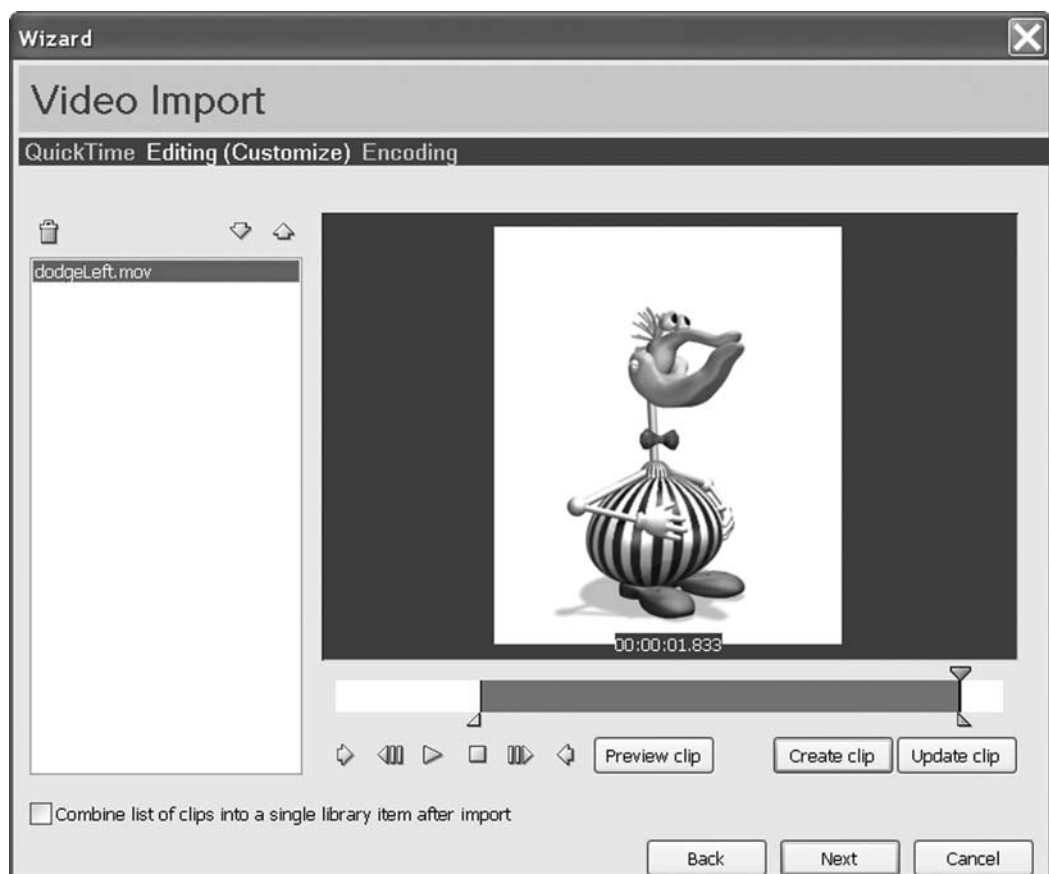 Wizard
Video Import
QuickTime Editing (Customize) Encoding
dodgeLeft.mov
00:00:01.833
Preview clip Create clip Update clip
Combine list of clips into a single library item after import
Back Next Cancel